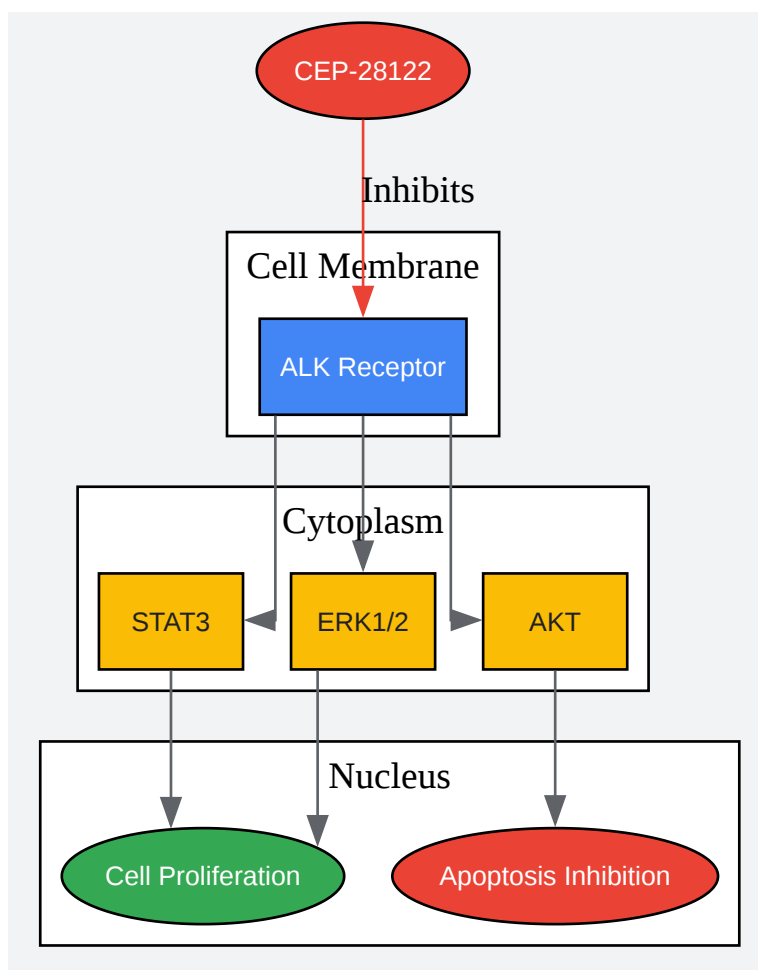 CEP-28122
Inhibits
Cell Membrane
ALK Receptor
Cytoplasm
STAT3
ERK1/2
AKT
Nucleus
Cell Proliferation
Apoptosis Inhibition